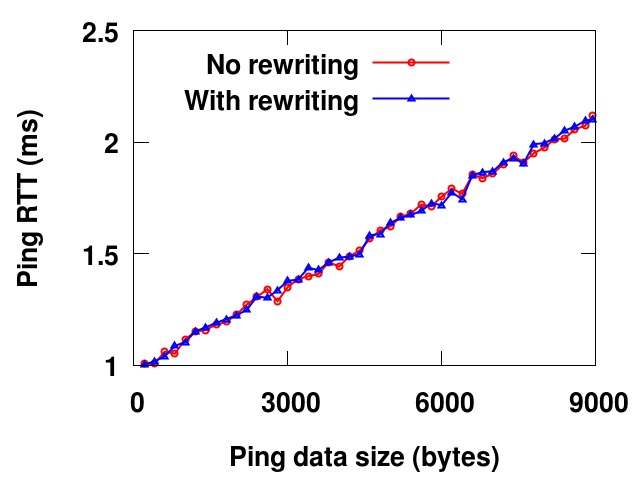 2.5
No rewriting
With rewriting
2
1.5
1
Ping RTT (ms)
0 3000 6000 9000
Ping data size (bytes)